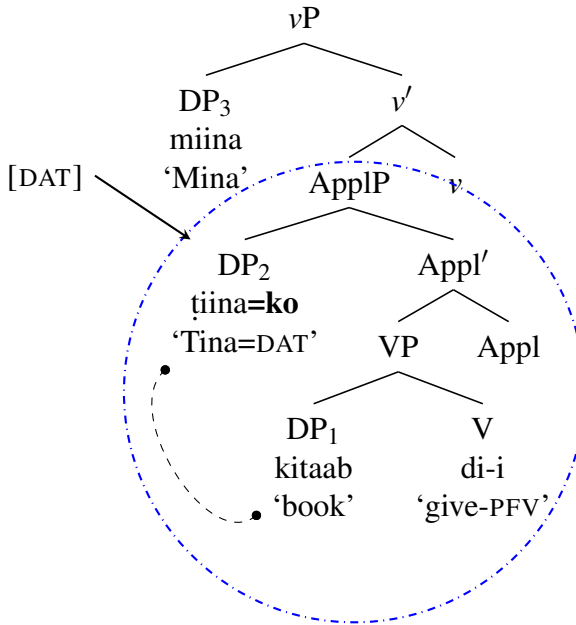 vP
DP₃ v′
miina
‘Mina’ ApplP v
[DAT]
DP₂ Appl′
ṭiina=ko
‘Tina=DAT’ VP Appl
DP₁ V
kitaab di-i
‘book’ ‘give-PFV’